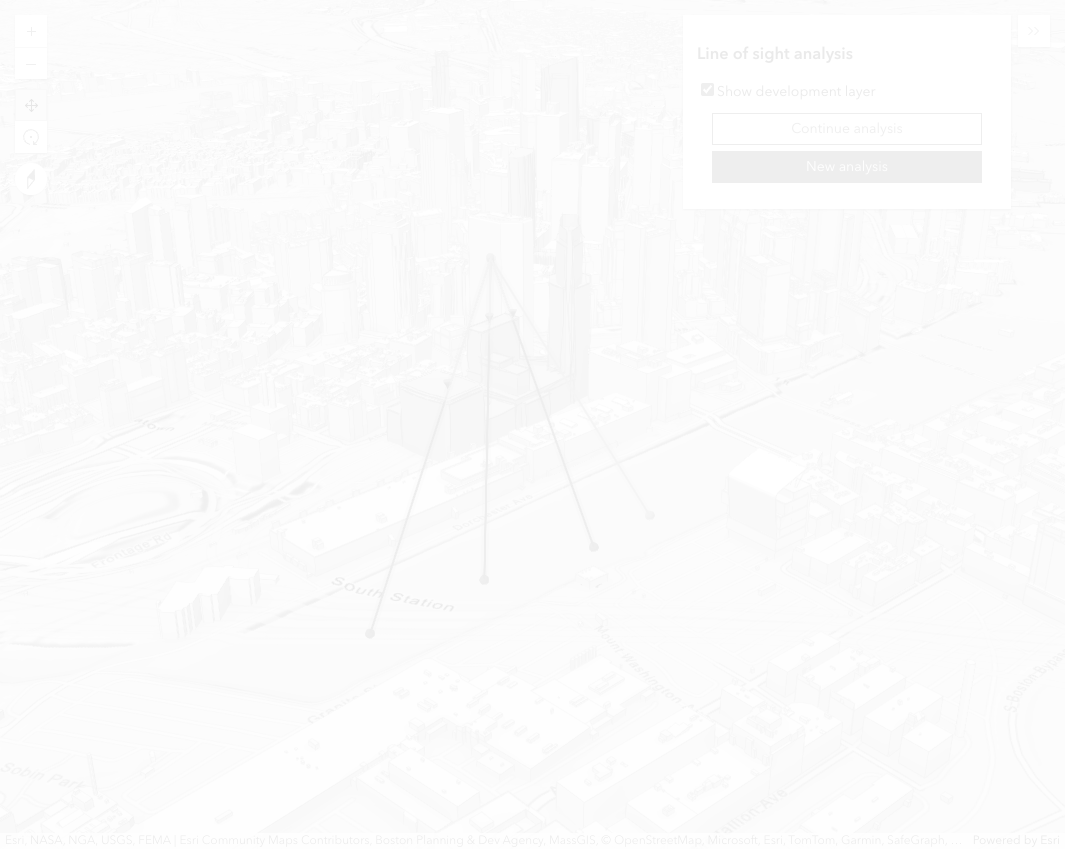 Line of sight analysis
Show development layer
Continue analysis
New analysis
South Station
Esri, NASA, NGA, USGS, FEMA | Esri Community Maps Contributors, Boston Planning & Dev Agency, MassGIS, © OpenStreetMap, Microsoft, Esri, TomTom, Garmin, SafeGraph, ...
Powered by Esri